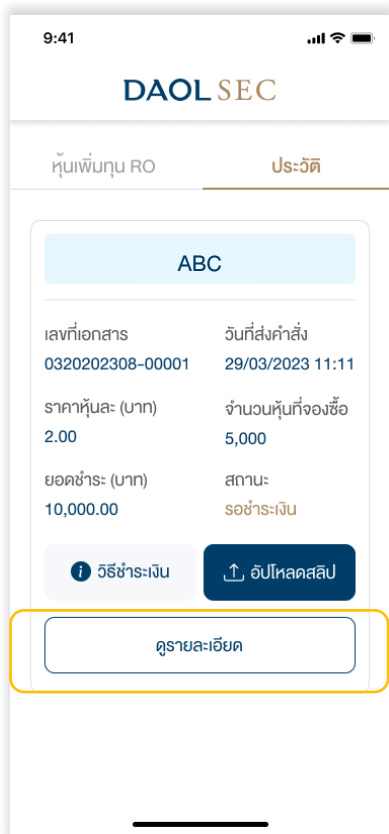 9:41
DAOL SEC
หุ้นเพิ่มทุน RO ประวัติ
ABC
เลขที่เอกสาร วันที่ส่งคำสั่ง
0320202308-00001 29/03/2023 11:11
ราคาหุ้นละ (บาท) จำนวนหุ้นที่จองซื้อ
2.00 5,000
ยอดชำระ (บาท) สถานะ
10,000.00 รอชำระเงิน
วิธีชำระเงิน อัปโหลดสลิป
ดูรายละเอียด